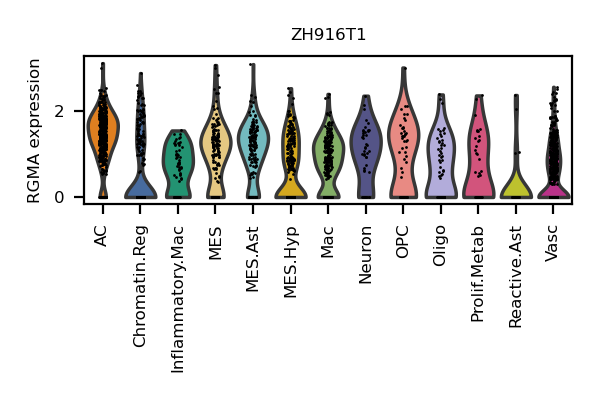 ZH916T1
RGMA expression
2
0
AC
Chromatin.Reg
Inflammatory.Mac
MES
MES.Ast
MES.Hyp
Mac
Neuron
OPC
Oligo
Prolif.Metab
Reactive.Ast
Vasc